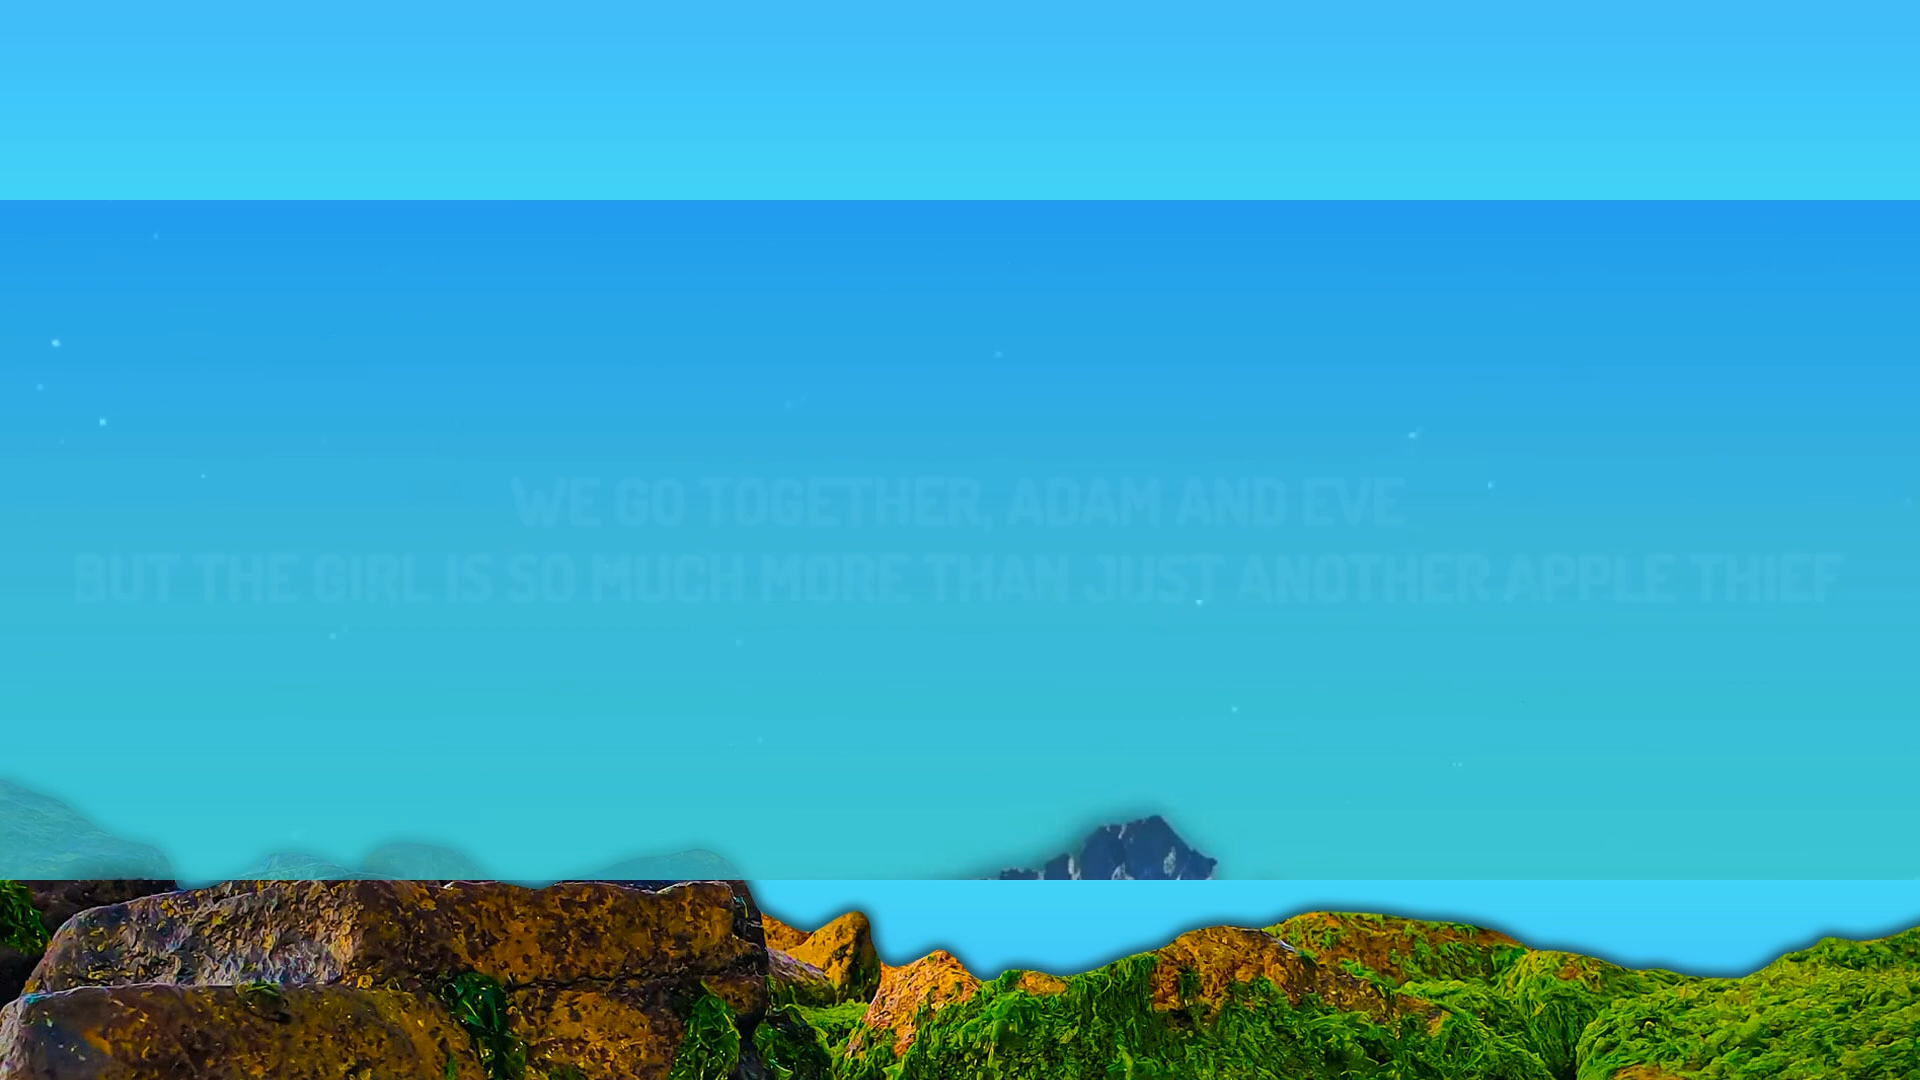 WE GO TOGETHER, ADAM AND EVE
BUT THE GIRL IS SO MUCH MORE THAN JUST ANOTHER APPLE THIEF